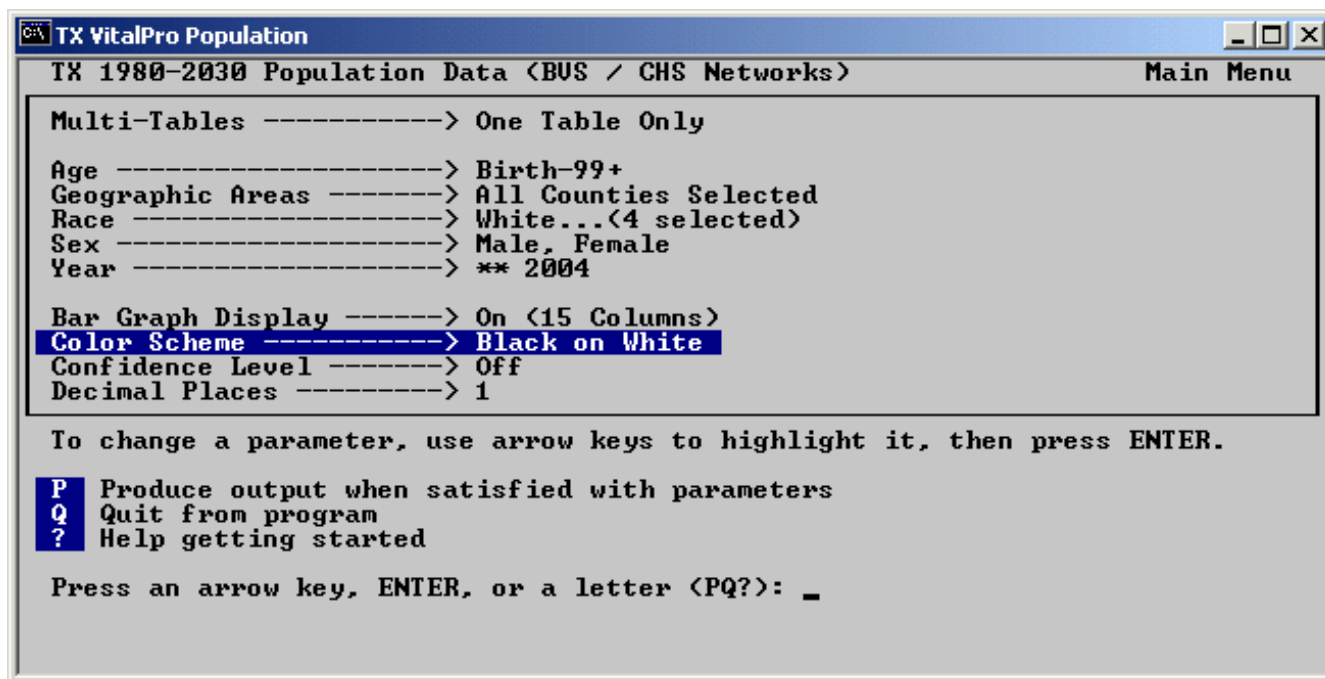 TX VitalPro Population
TX 1980-2030 Population Data (BVS / CHS Networks) Main Menu
Multi-Tables -----------> One Table Only
Age -------------------> Birth-99+
Geographic Areas -------> All Counties Selected
Race -------------------> White...(4 selected)
Sex --------------------> Male, Female
Year -------------------> ** 2004
Bar Graph Display ------> On (15 Columns)
Color Scheme -----------> Black on White
Confidence Level -------> Off
Decimal Places ---------> 1
To change a parameter, use arrow keys to highlight it, then press ENTER.
P Produce output when satisfied with parameters
Q Quit from program
? Help getting started
Press an arrow key, ENTER, or a letter (PQ?): _